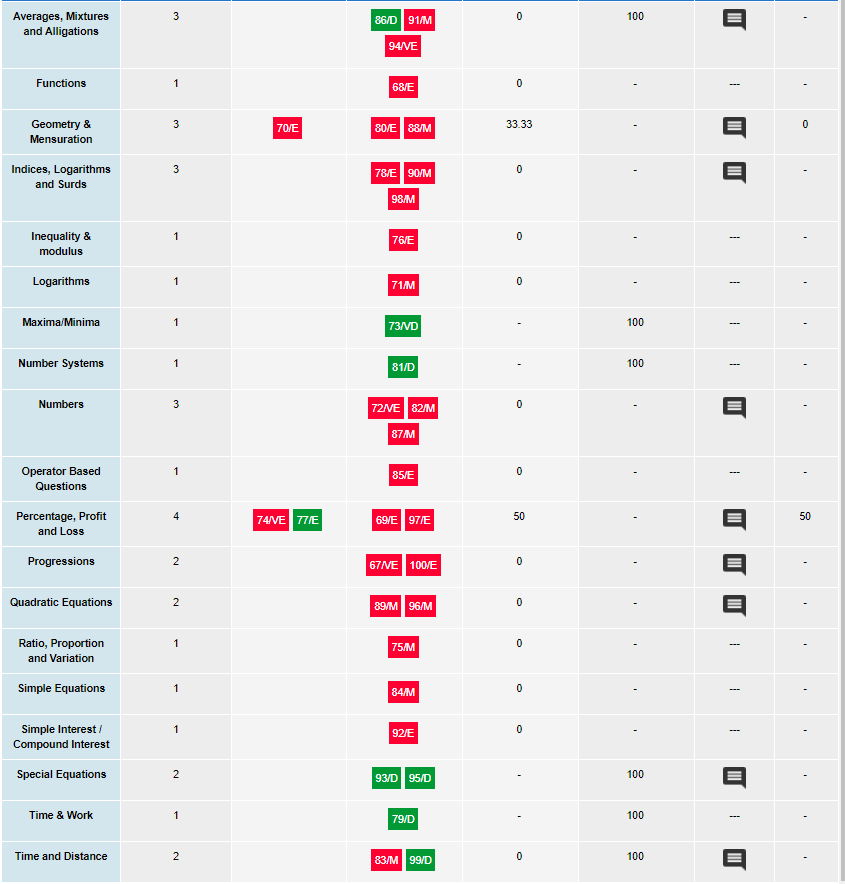 Averages, Mixtures and Alligations 3 86/D 91/M 94/VE 0 100 -
Functions 1 68/E 0 - --- -
Geometry & Mensuration 3 70/E 80/E 88/M 33.33 - 0
Indices, Logarithms and Surds 3 78/E 90/M 98/M 0 - -
Inequality & modulus 1 76/E 0 - --- -
Logarithms 1 71/M 0 - --- -
Maxima/Minima 1 73/VD - 100 --- -
Number Systems 1 81/D - 100 --- -
Numbers 3 72/VE 82/M 87/M 0 - -
Operator Based Questions 1 85/E 0 - --- -
Percentage, Profit and Loss 4 74/VE 77/E 69/E 97/E 50 - 50
Progressions 2 67/VE 100/E 0 - -
Quadratic Equations 2 89/M 96/M 0 - -
Ratio, Proportion and Variation 1 75/M 0 - --- -
Simple Equations 1 84/M 0 - --- -
Simple Interest / Compound Interest 1 92/E 0 - --- -
Special Equations 2 93/D 95/D - 100 -
Time & Work 1 79/D - 100 --- -
Time and Distance 2 83/M 99/D 0 100 -